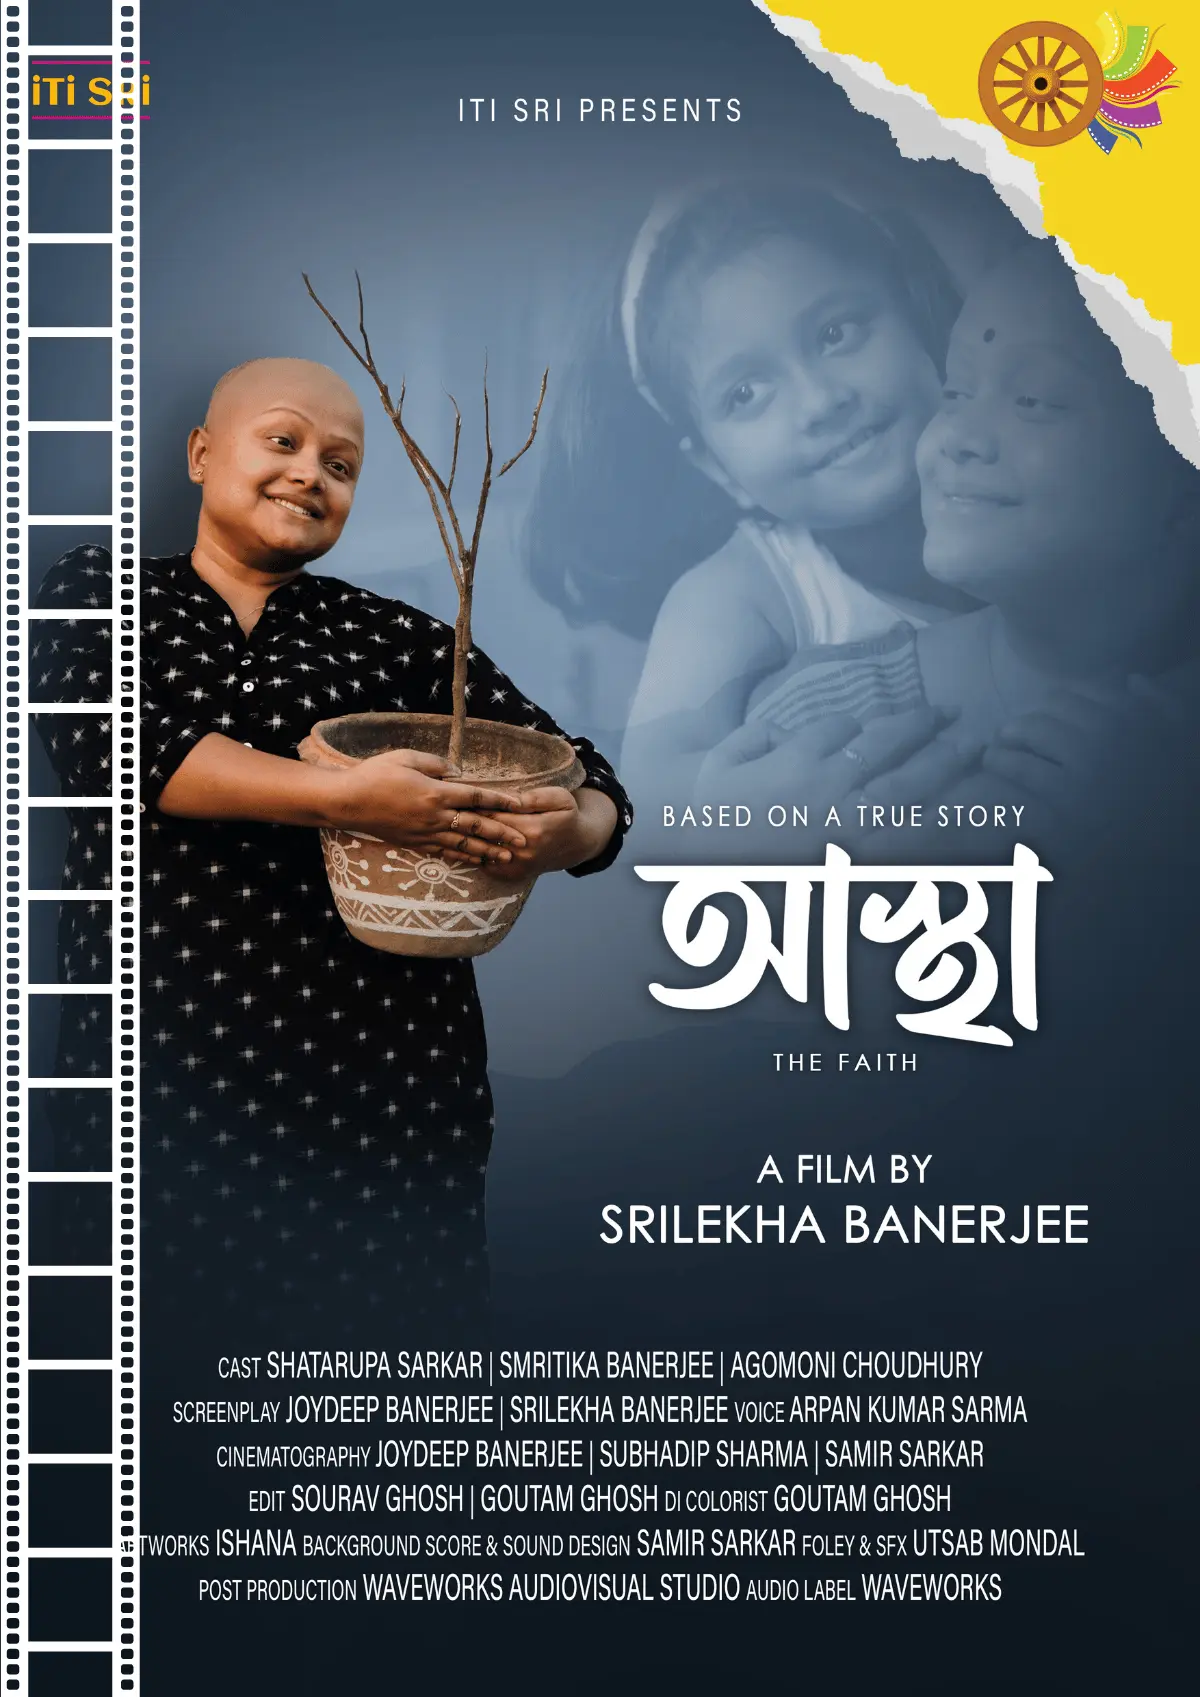 iTi SRi
ITI SRI PRESENTS
BASED ON A TRUE STORY
আস্থা
THE FAITH
A FILM BY
SRILEKHA BANERJEE
CAST SHATARUPA SARKAR | SMRITIKA BANERJEE | AGOMONI CHOUDHURY
SCREENPLAY JOYDEEP BANERJEE | SRILEKHA BANERJEE VOICE ARPAN KUMAR SARMA
CINEMATOGRAPHY JOYDEEP BANERJEE | SUBHADIP SHARMA | SAMIR SARKAR
EDIT SOURAV GHOSH | GOUTAM GHOSH DI COLORIST GOUTAM GHOSH
ARTWORKS ISHANA BACKGROUND SCORE & SOUND DESIGN SAMIR SARKAR FOLEY & SFX UTSAB MONDAL
POST PRODUCTION WAVEWORKS AUDIOVISUAL STUDIO AUDIO LABEL WAVEWORKS